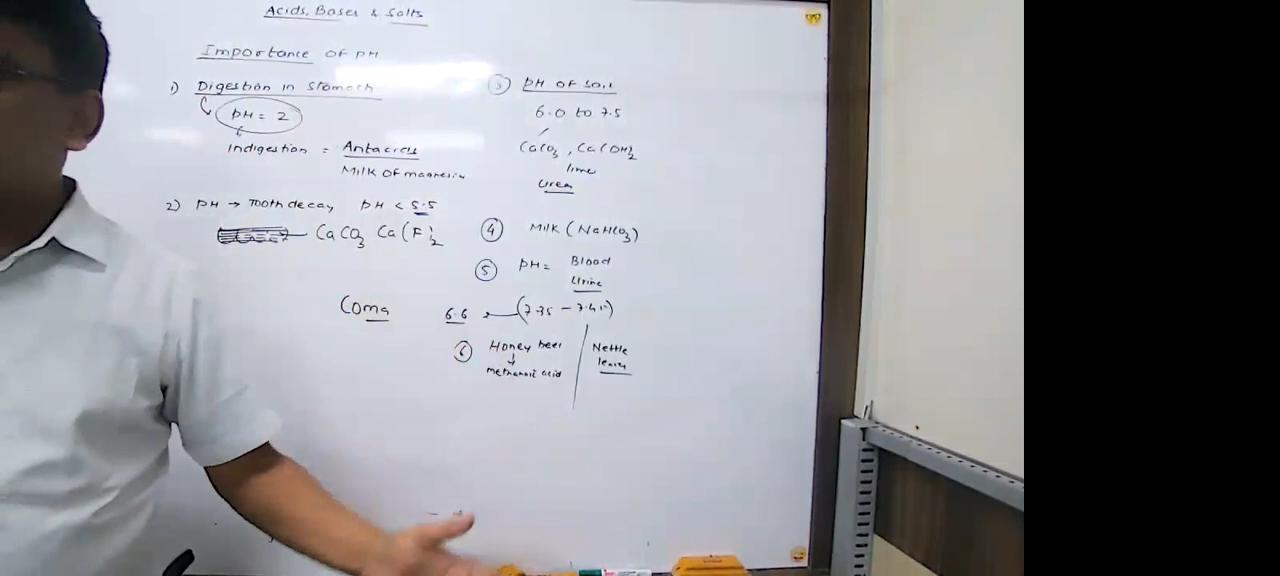 Acids, Bases & Salts
Importance of pH
1) Digestion in stomach
pH = 2
Indigestion = Antacids
Milk of magnesia
2) pH → Tooth decay pH < 5.5
CaCO3 Ca(F)2
Coma
3) pH of soil
6.0 to 7.5
CaCO3, Ca(OH)2
lime
Urea
4 Milk (NaHCO3)
5 pH = Blood
Urine
6.6 (7.35 - 7.45)
6 Honey bee
↓
methanoic acid
Nettle
leaves